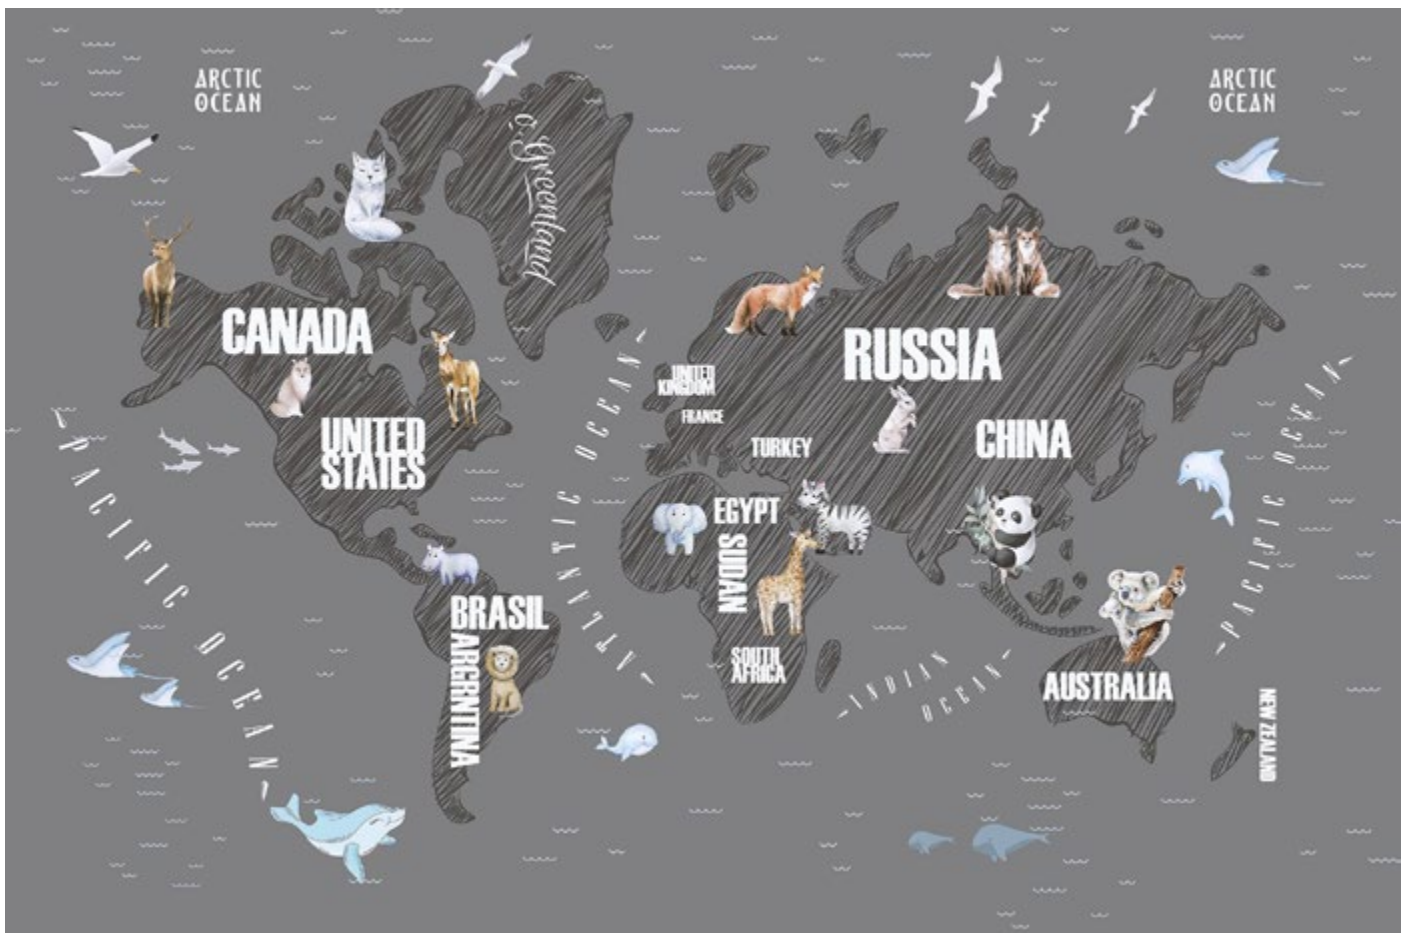 ARCTIC
OCEAN
ARCTIC
OCEAN
Greenland
CANADA
RUSSIA
UNITED
KINGDOM
FRANCE
UNITED
STATES
TURKEY
CHINA
EGYPT
SUDAN
PACIFIC OCEAN
ATLANTIC OCEAN
PACIFIC OCEAN
BRASIL
ARGRNTINA
SOUTH
AFRICA
INDIAN
OCEAN
AUSTRALIA
NEW ZEALAND